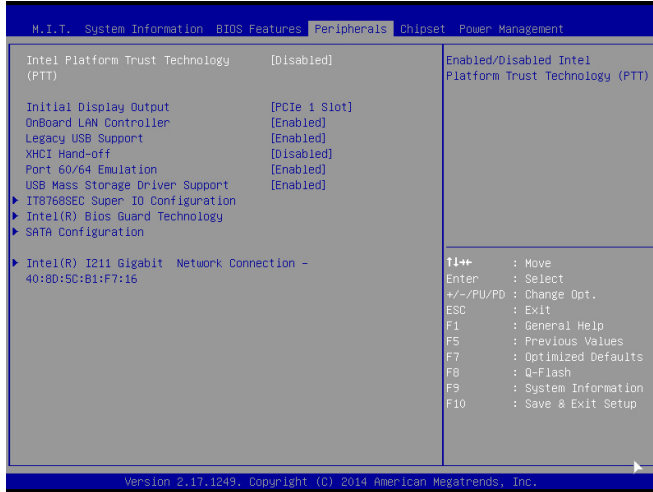 M.I.T. System Information BIOS Features Peripherals Chipset Power Management
Intel Platform Trust Technology (PTT) [Disabled]
Initial Display Output [PCIe 1 Slot]
OnBoard LAN Controller [Enabled]
Legacy USB Support [Enabled]
XHCI Hand-off [Disabled]
Port 60/64 Emulation [Enabled]
USB Mass Storage Driver Support [Enabled]
IT8768SEC Super IO Configuration
Intel(R) Bios Guard Technology
SATA Configuration
Intel(R) I211 Gigabit Network Connection -
40:8D:5C:B1:F7:16
Enabled/Disabled Intel
Platform Trust Technology (PTT)
↑↓→← : Move
Enter : Select
+/-/PU/PD : Change Opt.
ESC : Exit
F1 : General Help
F5 : Previous Values
F7 : Optimized Defaults
F8 : Q-Flash
F9 : System Information
F10 : Save & Exit Setup
Version 2.17.1249. Copyright (C) 2014 American Megatrends, Inc.